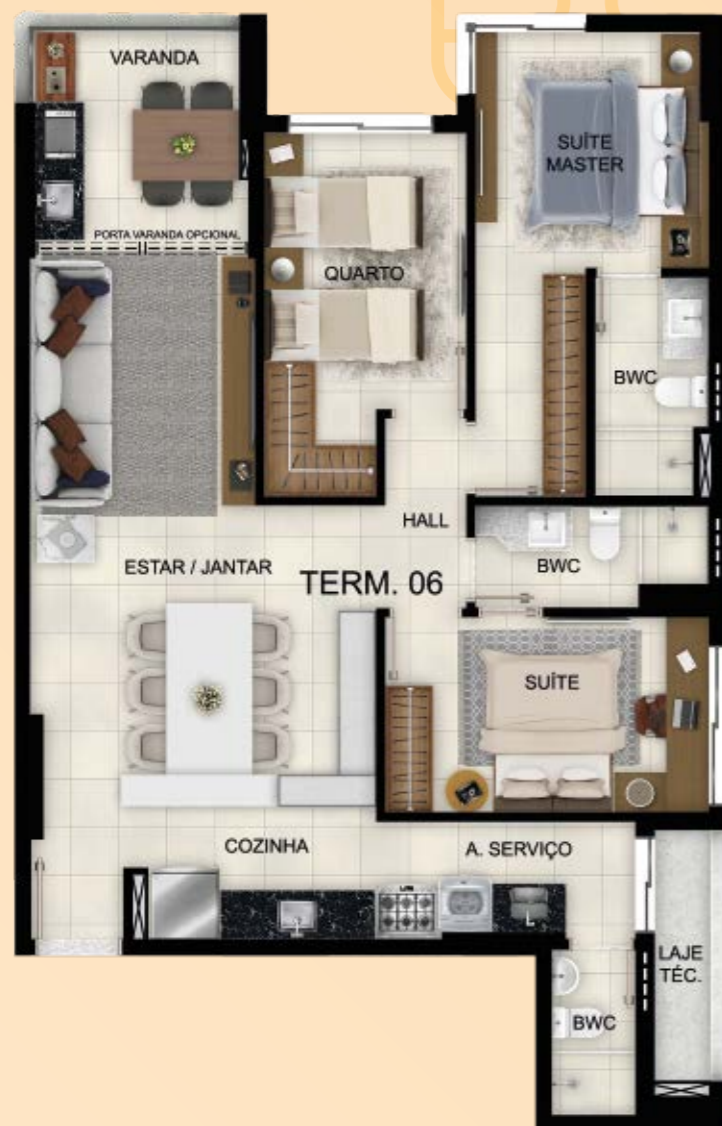 VARANDA
SUÍTE
MASTER
PORTA VARANDA OPCIONAL
QUARTO
BWC
HALL
ESTAR / JANTAR
TERM. 06
BWC
SUÍTE
COZINHA
A. SERVIÇO
LAJE
TÉC.
BWC